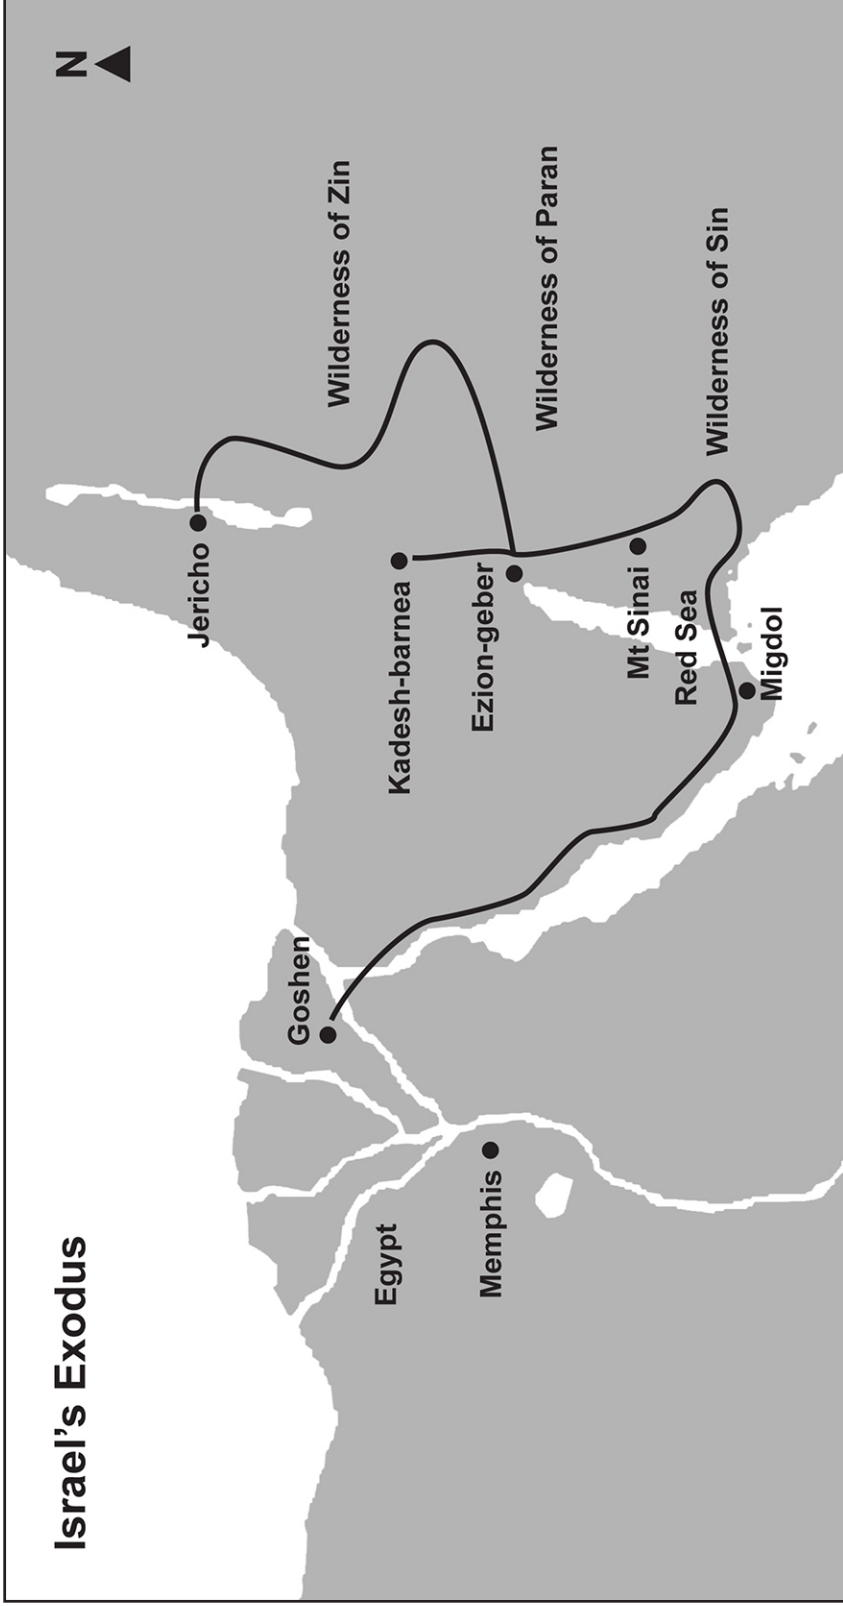 Israel's Exodus
N
Jericho
Goshen
Wilderness of Zin
Egypt
Kadesh-barnea
Memphis
Ezion-geber
Wilderness of Paran
Mt Sinai
Red Sea
Wilderness of Sin
Migdol